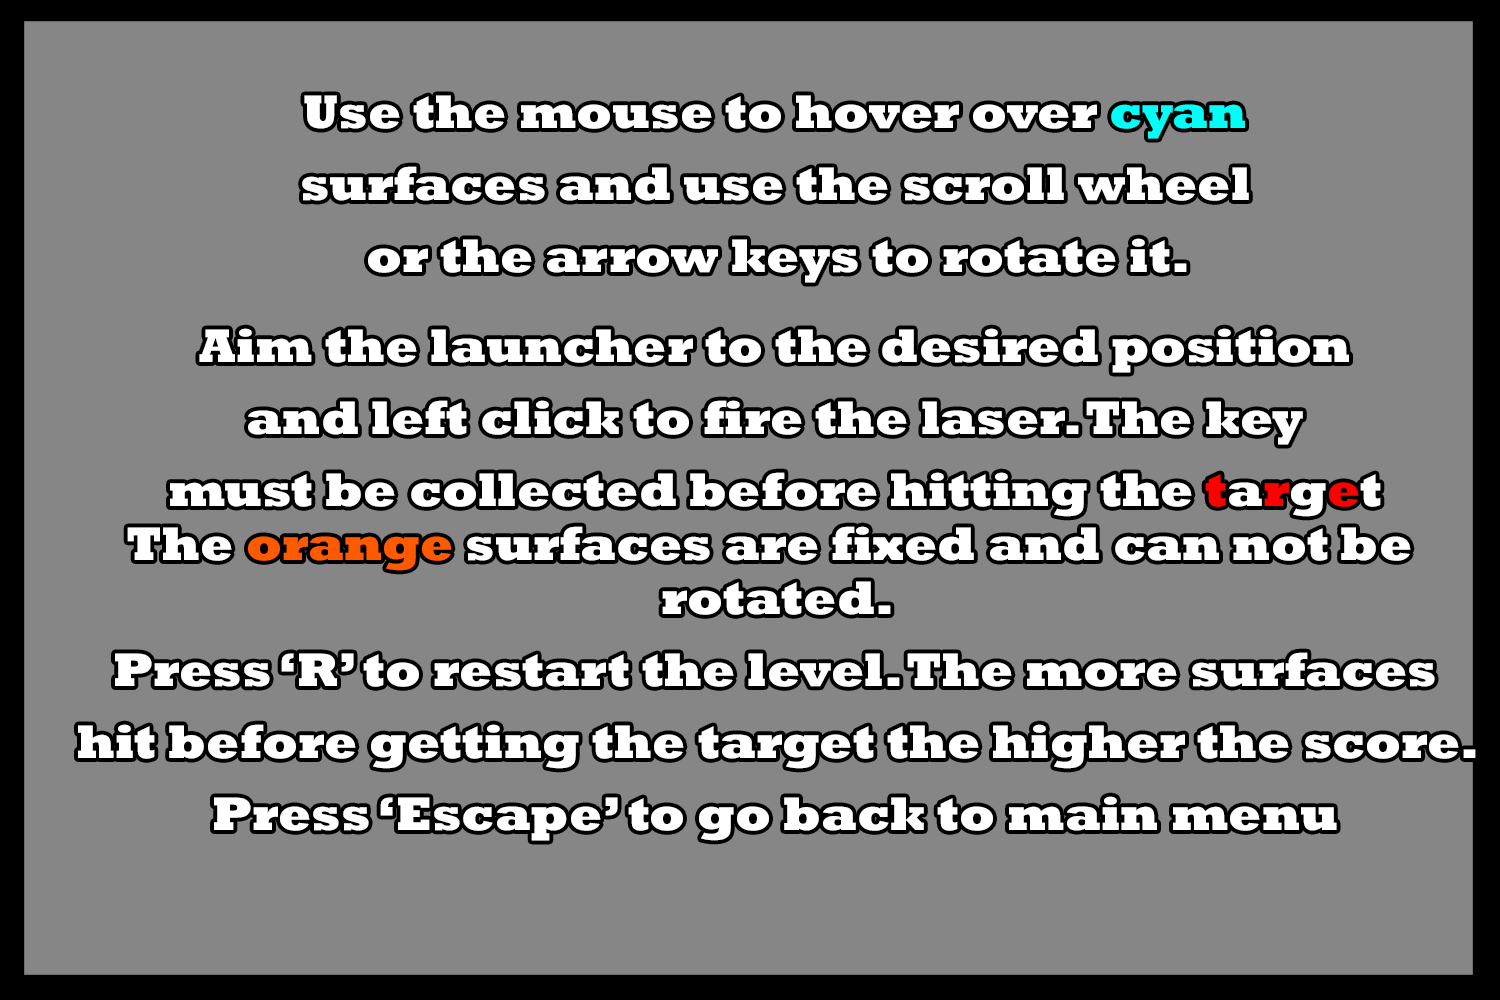 Use the mouse to hover over cyan
surfaces and use the scroll wheel
or the arrow keys to rotate it.
Aim the launcher to the desired position
and left click to fire the laser. The key
must be collected before hitting the target
The orange surfaces are fixed and can not be
rotated.
Press ‘R’ to restart the level. The more surfaces
hit before getting the target the higher the score.
Press ‘Escape’ to go back to main menu